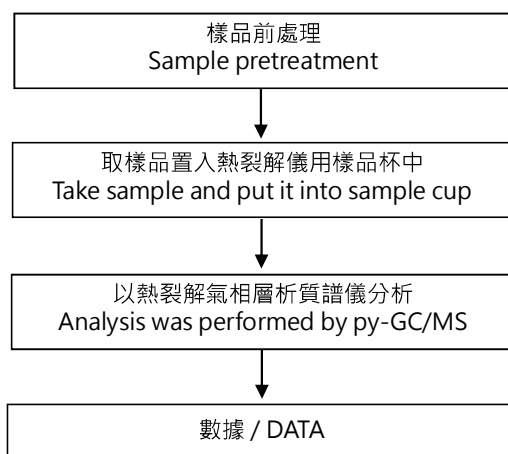 樣品前處理
Sample pretreatment
取樣品置入熱裂解儀用樣品杯中
Take sample and put it into sample cup
以熱裂解氣相層析質譜儀分析
Analysis was performed by py-GC/MS
數據 / DATA